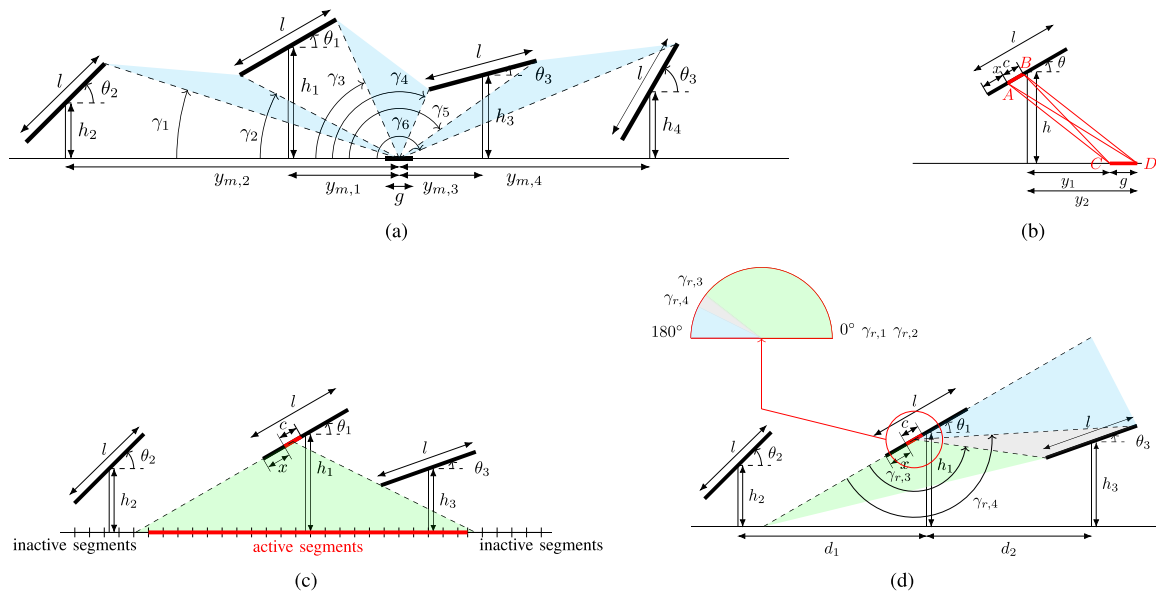 l
θ₁
l
θ₂
h₂
γ₁
γ₂
h₁
γ₃
γ₄
γ₅
γ₆
l
θ₃
h₃
l
θ₃
h₄
yₘ,₂
yₘ,₁
yₘ,₃
yₘ,₄
g
(a)
l
x
c
B
θ
A
h
C
D
y₁
g
y₂
(b)
l
c
θ₁
x
h₁
l
θ₂
h₂
l
θ₃
h₃
inactive segments
active segments
inactive segments
(c)
γᵣ,₃
γᵣ,₄
180°
0° γᵣ,₁ γᵣ,₂
l
c
θ₁
x
h₁
γᵣ,₃
γᵣ,₄
l
θ₂
h₂
l
θ₃
h₃
d₁
d₂
(d)